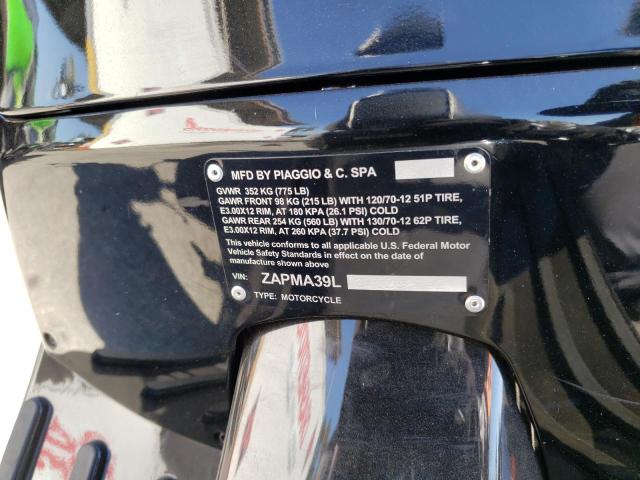 MFD BY PIAGGIO & C. SPA
GVWR 352 KG (775 LB)
GAWR FRONT 98 KG (215 LB) WITH 120/70-12 51P TIRE,
E3.00X12 RIM, AT 180 KPA (26.1 PSI) COLD
GAWR REAR 254 KG (560 LB) WITH 130/70-12 62P TIRE,
E3.00X12 RIM, AT 260 KPA (37.7 PSI) COLD
This vehicle conforms to all applicable U.S. Federal Motor
Vehicle Safety Standards in effect on the date of
manufacture shown above
VIN: ZAPMA39L
TYPE: MOTORCYCLE